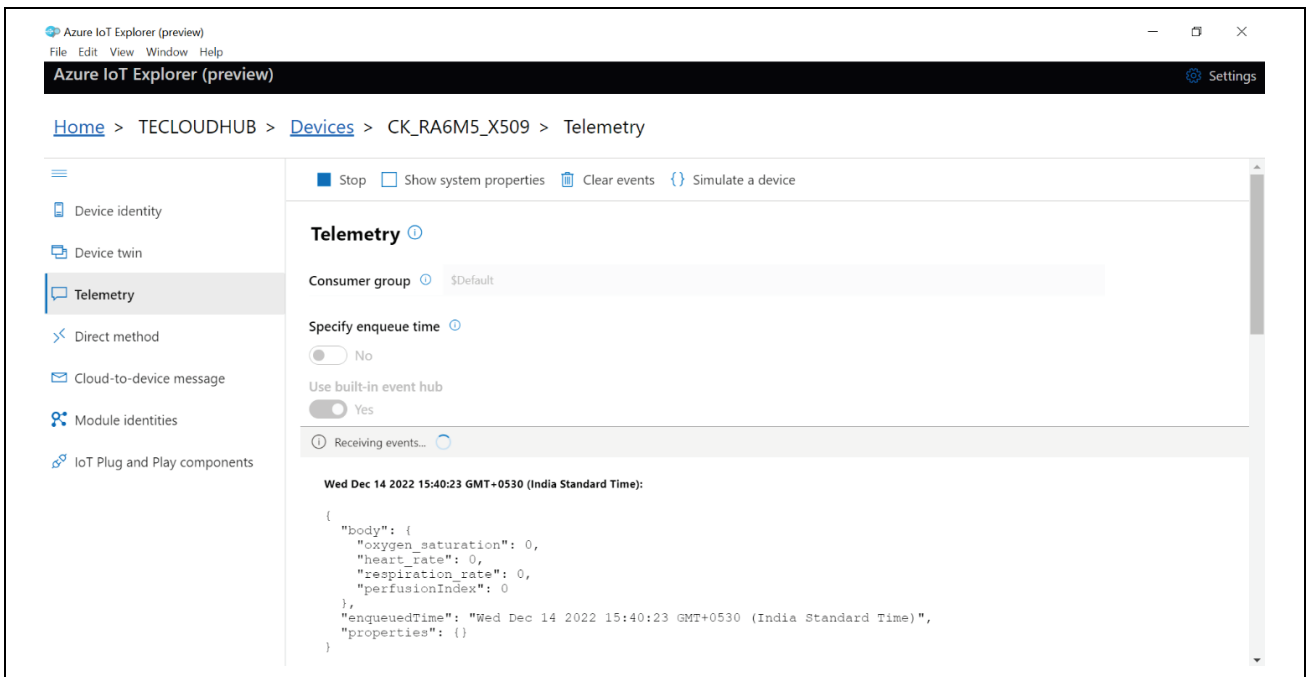 Azure IoT Explorer (preview)
File Edit View Window Help
Azure IoT Explorer (preview)
Settings
Home > TECLOUDHUB > Devices > CK_RA6M5_X509 > Telemetry
Stop Show system properties Clear events {} Simulate a device
Device identity
Device twin
Telemetry
Direct method
Cloud-to-device message
Module identities
IoT Plug and Play components
Telemetry
Consumer group $Default
Specify enqueue time
No
Use built-in event hub
Yes
Receiving events...
Wed Dec 14 2022 15:40:23 GMT+0530 (India Standard Time):
{
"body": {
"oxygen_saturation": 0,
"heart_rate": 0,
"respiration_rate": 0,
"perfusionIndex": 0
},
"enqueuedTime": "Wed Dec 14 2022 15:40:23 GMT+0530 (India Standard Time)",
"properties": {}
}